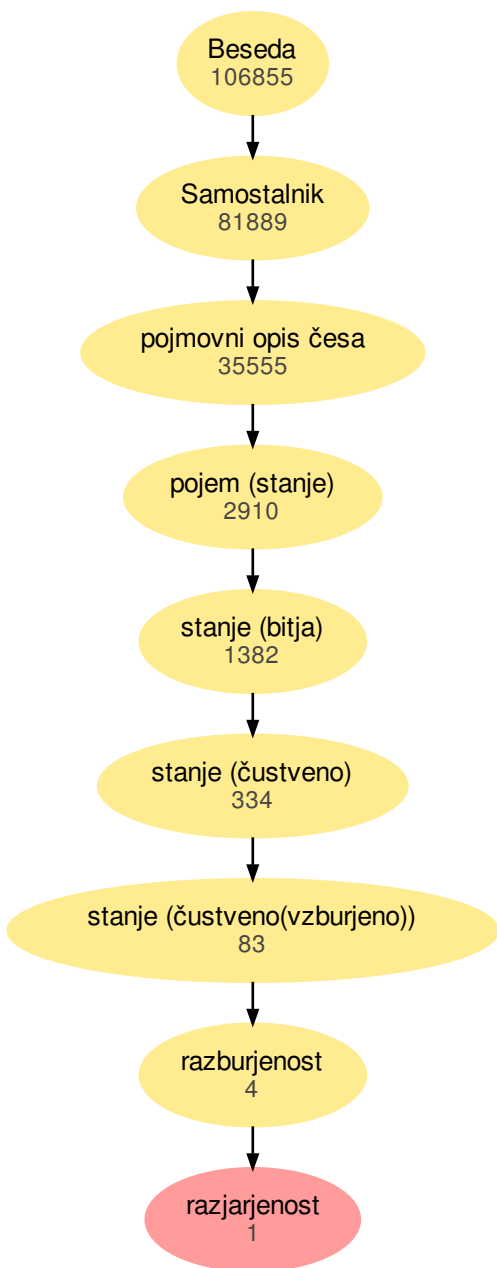 Beseda
106855
Samostalnik
81889
pojmovni opis česa
35555
pojem (stanje)
2910
stanje (bitja)
1382
stanje (čustveno)
334
stanje (čustveno(vzburjeno))
83
razburjenost
4
razjarjenost
1